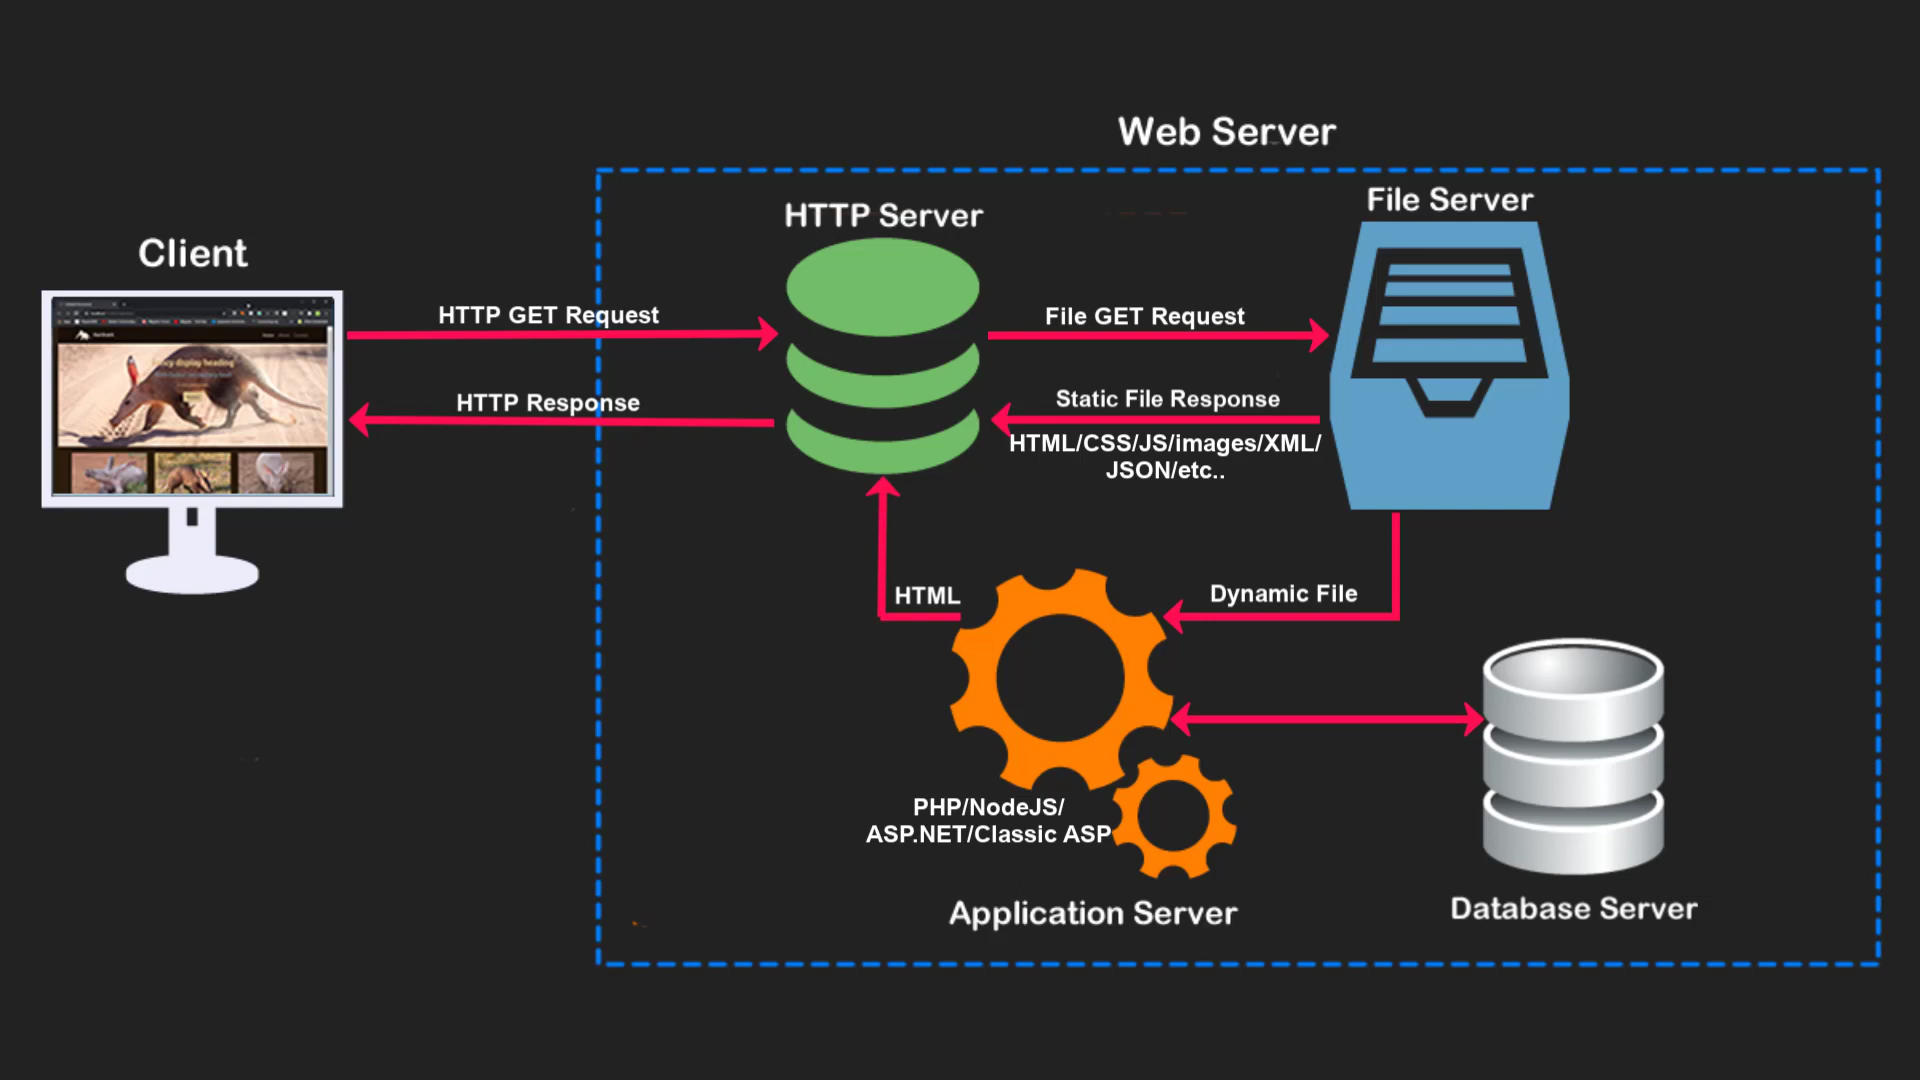 Web Server
HTTP Server
File Server
Client
HTTP GET Request
File GET Request
HTTP Response
Static File Response
HTML/CSS/JS/images/XML/
JSON/etc..
HTML
Dynamic File
PHP/NodeJS/
ASP.NET/Classic ASP
Application Server
Database Server
display heading